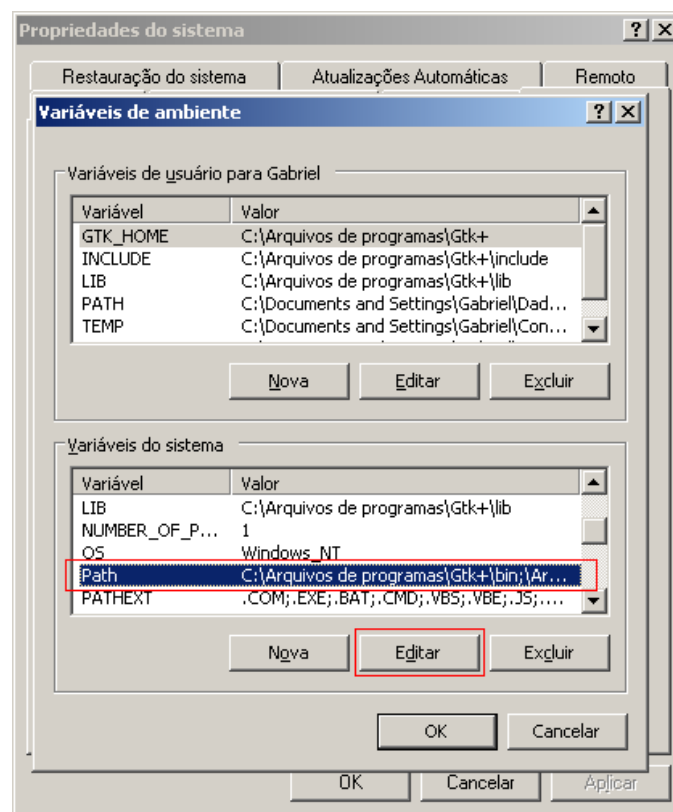 Propriedades do sistema
Restauração do sistema Atualizações Automáticas Remoto
Variáveis de ambiente
Variáveis de usuário para Gabriel
Variável Valor
GTK_HOME C:\Arquivos de programas\Gtk+
INCLUDE C:\Arquivos de programas\Gtk+\include
LIB C:\Arquivos de programas\Gtk+\lib
PATH C:\Documents and Settings\Gabriel\Dad...
TEMP C:\Documents and Settings\Gabriel\Con...
Nova Editar Excluir
Variáveis do sistema
Variável Valor
LIB C:\Arquivos de programas\Gtk+\lib
NUMBER_OF_P... 1
OS Windows_NT
Path C:\Arquivos de programas\Gtk+\bin;\Ar...
PATHEXT .COM;.EXE;.BAT;.CMD;.VBS;.VBE;.JS;....
Nova Editar Excluir
OK Cancelar
OK Cancelar Aplicar